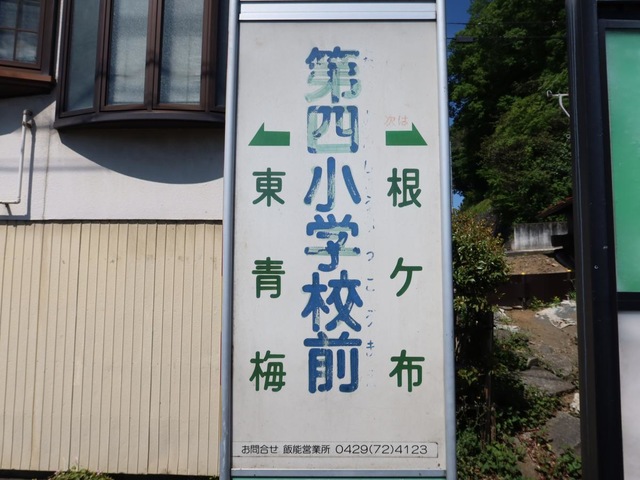 次は
根ケ布
第四小学校前
東青梅
お問合せ 飯能営業所 0429(72)4123